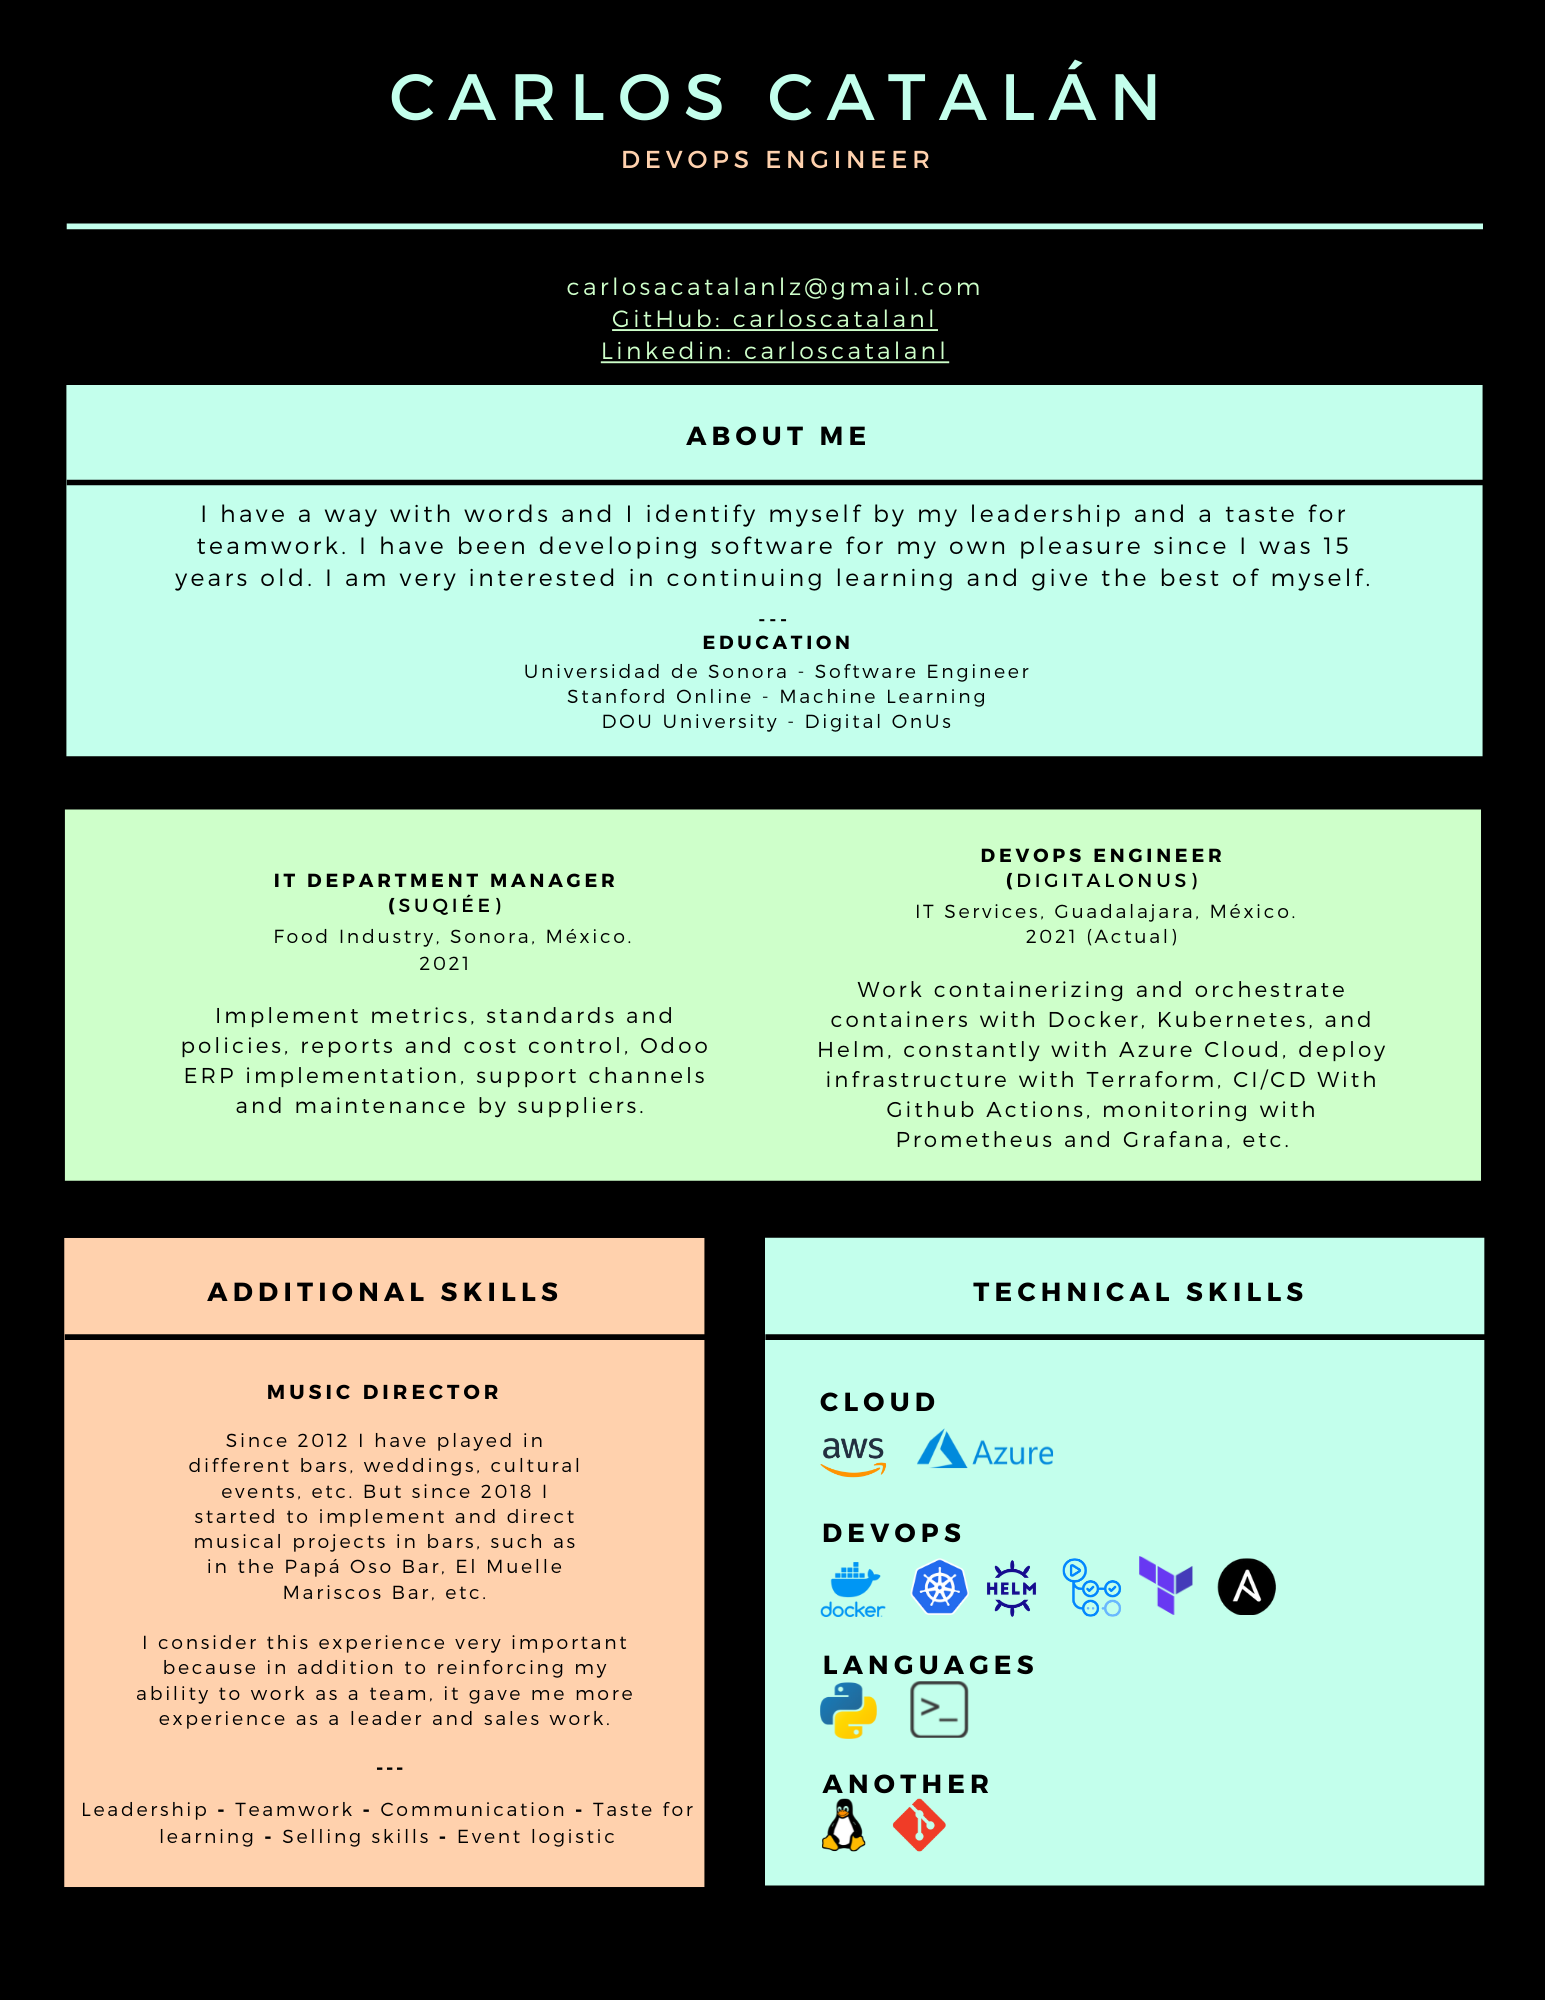 CARLOS CATALÁN
DEVOPS ENGINEER
carlosacatalanlz@gmail.com
GitHub: carloscatalanl
Linkedin: carloscatalanl
ABOUT ME
I have a way with words and I identify myself by my leadership and a taste for
teamwork. I have been developing software for my own pleasure since I was 15
years old. I am very interested in continuing learning and give the best of myself.
---
EDUCATION
Universidad de Sonora - Software Engineer
Stanford Online - Machine Learning
DOU University - Digital OnUs
IT DEPARTMENT MANAGER
(SUQIÉE)
Food Industry, Sonora, México.
2021
Implement metrics, standards and
policies, reports and cost control, Odoo
ERP implementation, support channels
and maintenance by suppliers.
DEVOPS ENGINEER
(DIGITALONUS)
IT Services, Guadalajara, México.
2021 (Actual)
Work containerizing and orchestrate
containers with Docker, Kubernetes, and
Helm, constantly with Azure Cloud, deploy
infrastructure with Terraform, CI/CD With
Github Actions, monitoring with
Prometheus and Grafana, etc.
ADDITIONAL SKILLS
MUSIC DIRECTOR
Since 2012 I have played in
different bars, weddings, cultural
events, etc. But since 2018 I
started to implement and direct
musical projects in bars, such as
in the Papá Oso Bar, El Muelle
Mariscos Bar, etc.
I consider this experience very important
because in addition to reinforcing my
ability to work as a team, it gave me more
experience as a leader and sales work.
---
Leadership - Teamwork - Communication - Taste for
learning - Selling skills - Event logistic
TECHNICAL SKILLS
CLOUD
aws Azure
DEVOPS
docker HELM
LANGUAGES
>_
ANOTHER